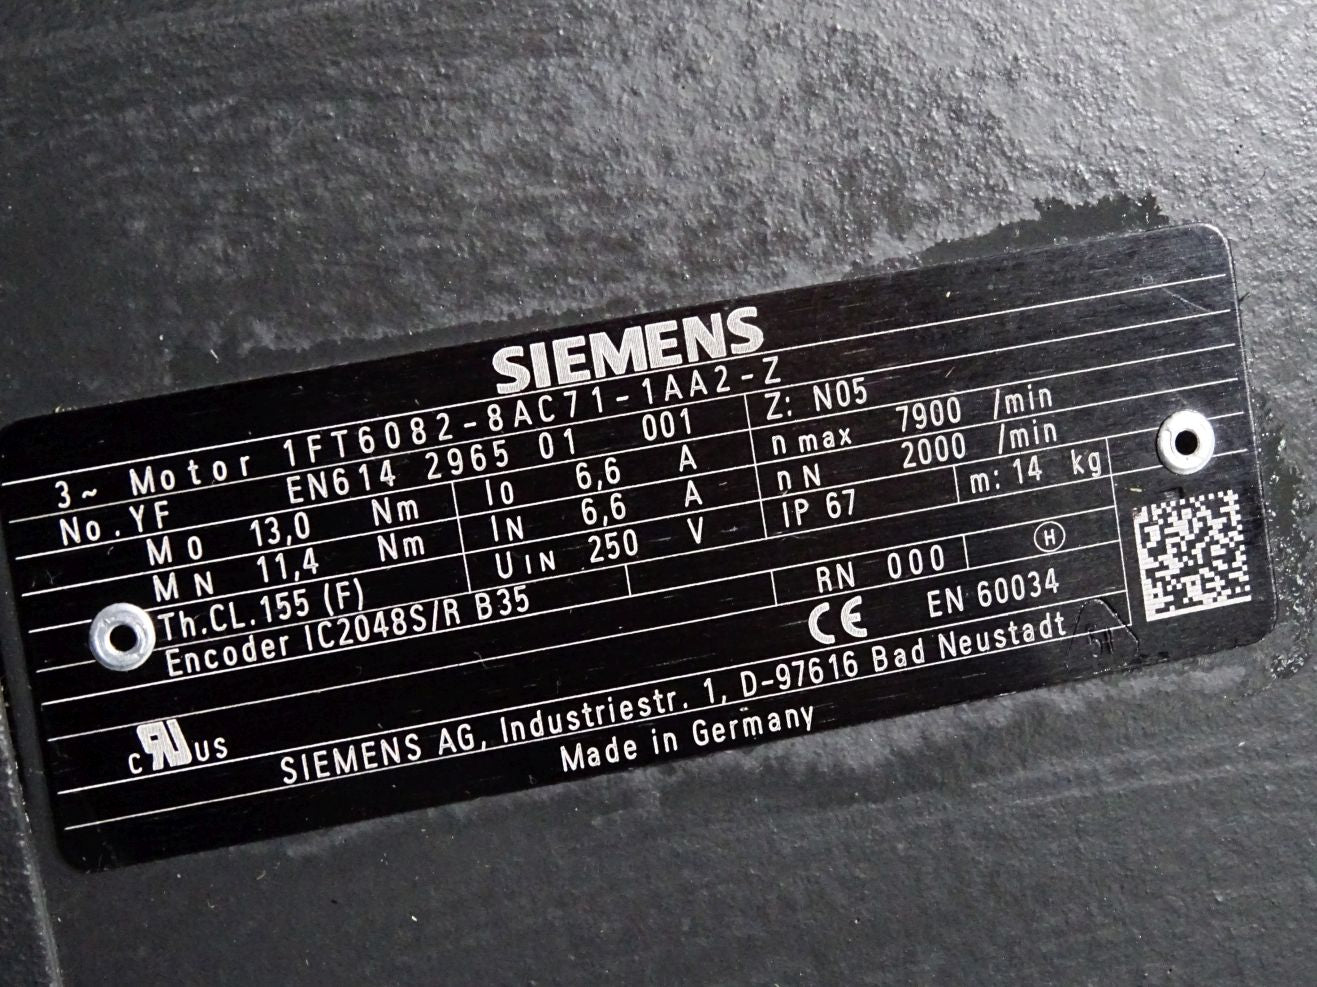 SIEMENS
3~ Motor 1FT6082-8AC71-1AA2-Z
No.YF EN614 2965 01 001 Z: N05
M0 13,0 Nm I0 6,6 A n max 7900 /min
MN 11,4 Nm IN 6,6 A nN 2000 /min
Th.CL.155 (F) UIN 250 V IP 67 m: 14 kg
Encoder IC2048S/R B35 RN 000 H
CE EN 60034
c RU US SIEMENS AG, Industriestr. 1, D-97616 Bad Neustadt
Made in Germany